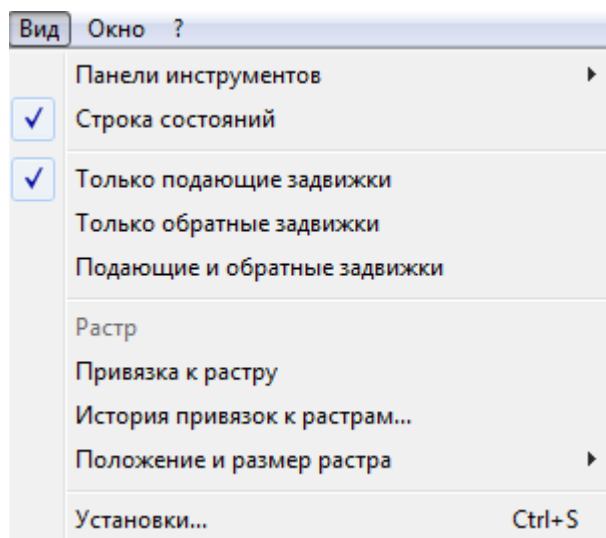 Вид Окно ?
Панели инструментов
Строка состояний
Только подающие задвижки
Только обратные задвижки
Подающие и обратные задвижки
Растр
Привязка к растру
История привязок к растрам...
Положение и размер растра
Установки... Ctrl+S